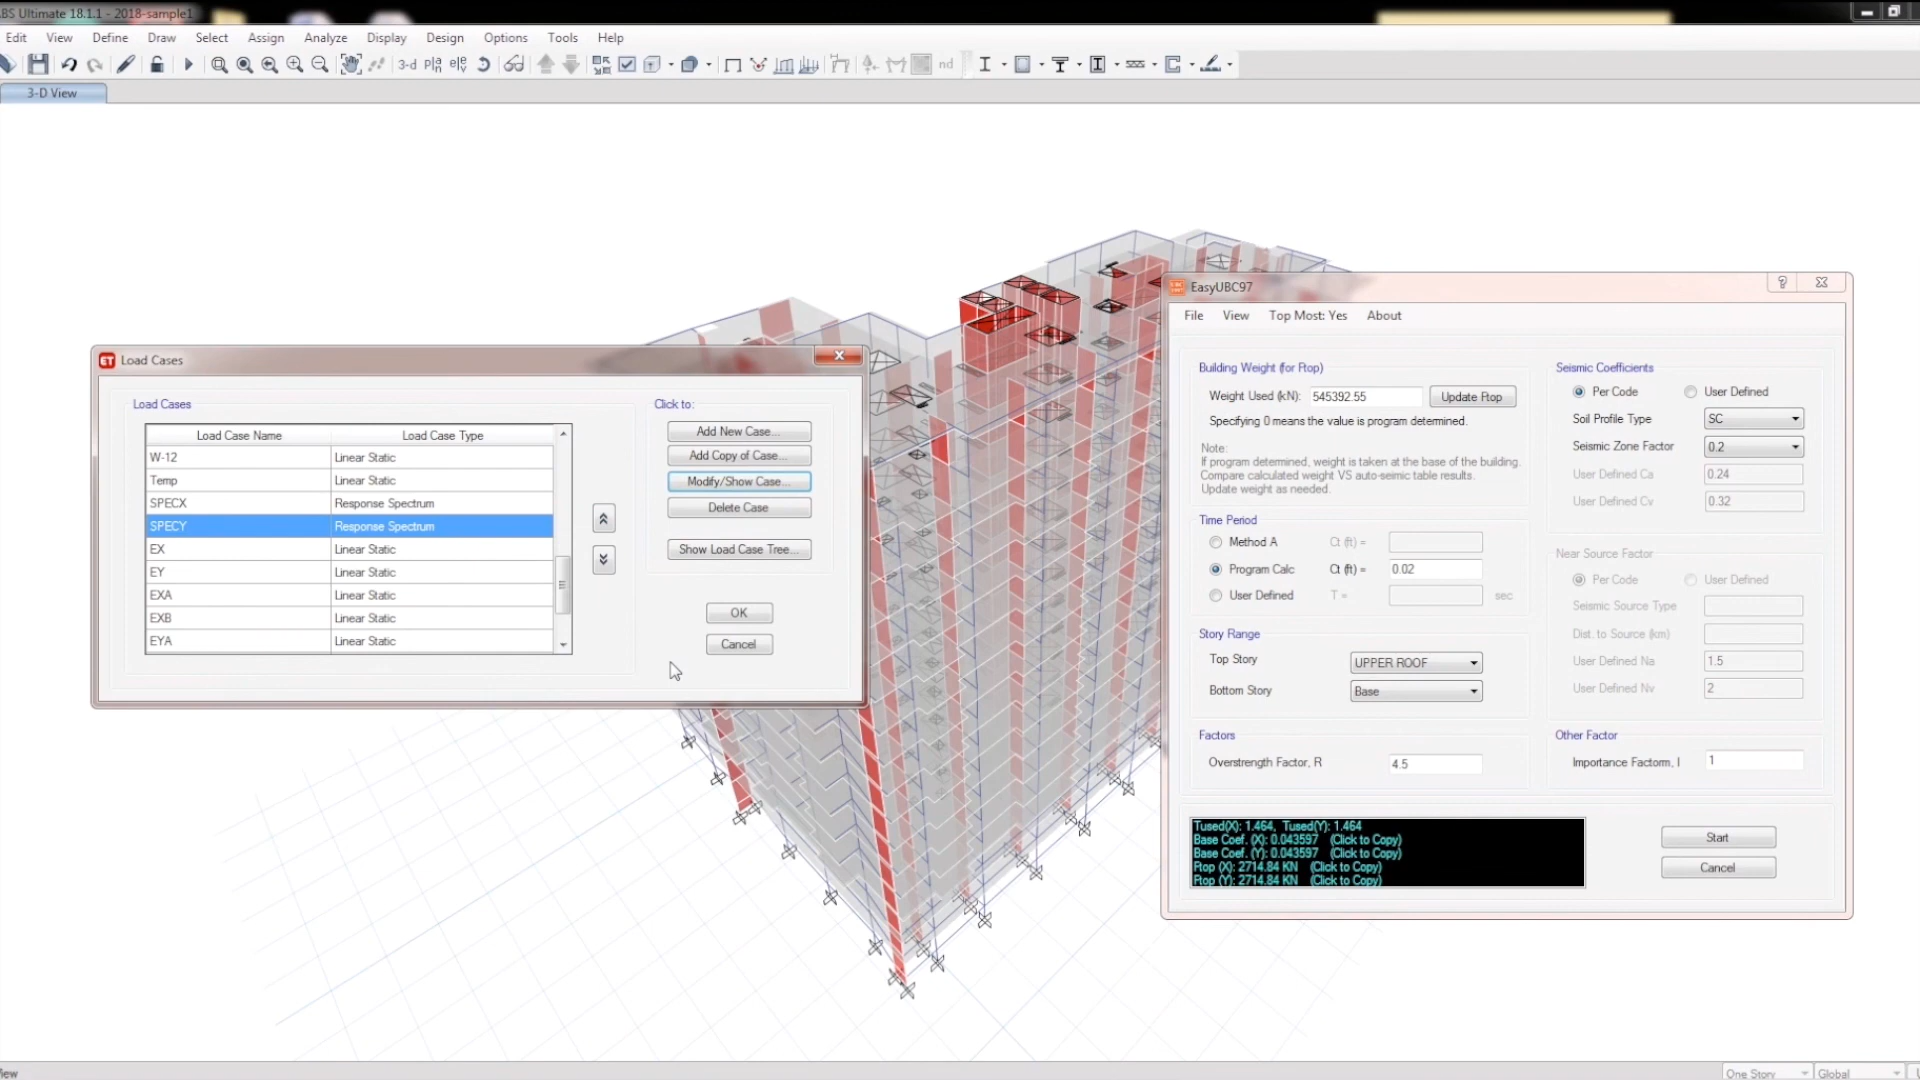 BS Ultimate 18.1.1 - 2018-sample1
Edit View Define Draw Select Assign Analyze Display Design Options Tools Help
3-d Pla ele nd
3-D View
Load Cases
Load Cases
Load Case Name Load Case Type
W-12 Linear Static
Temp Linear Static
SPECX Response Spectrum
SPECY Response Spectrum
EX Linear Static
EY Linear Static
EXA Linear Static
EXB Linear Static
EYA Linear Static
Click to:
Add New Case...
Add Copy of Case...
Modify/Show Case...
Delete Case
Show Load Case Tree...
OK
Cancel
EasyUBC97
File View Top Most: Yes About
Building Weight (for Ftop)
Weight Used (kN): 545392.55 Update Ftop
Specifying 0 means the value is program determined.
Note:
If program determined, weight is taken at the base of the building.
Compare calculated weight VS auto-seimic table results.
Update weight as needed.
Time Period
Method A Ct (ft) =
Program Calc Ct (ft) = 0.02
User Defined T = sec
Story Range
Top Story UPPER ROOF
Bottom Story Base
Factors
Overstrength Factor, R 4.5
Seismic Coefficients
Per Code User Defined
Soil Profile Type SC
Seismic Zone Factor 0.2
User Defined Ca 0.24
User Defined Cv 0.32
Near Source Factor
Per Code User Defined
Seismic Source Type
Dist. to Source (km)
User Defined Na 1.5
User Defined Nv 2
Other Factor
Importance Factorm, I 1
Tused(X): 1.464, Tused(Y): 1.464
Base Coef. (X): 0.043597 (Click to Copy)
Base Coef. (Y): 0.043597 (Click to Copy)
Ftop (X): 2714.84 KN (Click to Copy)
Ftop (Y): 2714.84 KN (Click to Copy)
Start
Cancel
iew
One Story Global